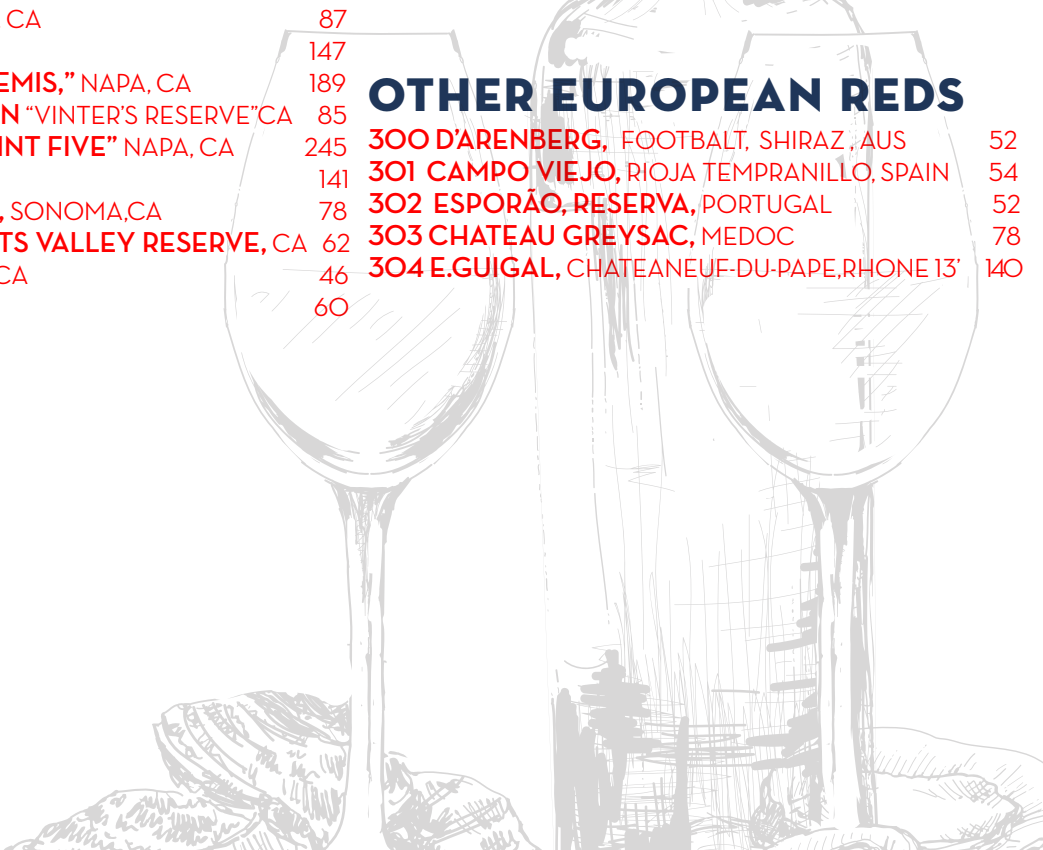 CA 87
147
EMIS,” NAPA, CA 189
N “VINTER’S RESERVE”CA 85
INT FIVE” NAPA, CA 245
141
, SONOMA,CA 78
TS VALLEY RESERVE, CA 62
CA 46
60
OTHER EUROPEAN REDS
300 D’ARENBERG, FOOTBALT, SHIRAZ , AUS 52
301 CAMPO VIEJO, RIOJA TEMPRANILLO, SPAIN 54
302 ESPORÃO, RESERVA, PORTUGAL 52
303 CHATEAU GREYSAC, MEDOC 78
304 E.GUIGAL, CHATEANEUF-DU-PAPE,RHONE 13’ 140